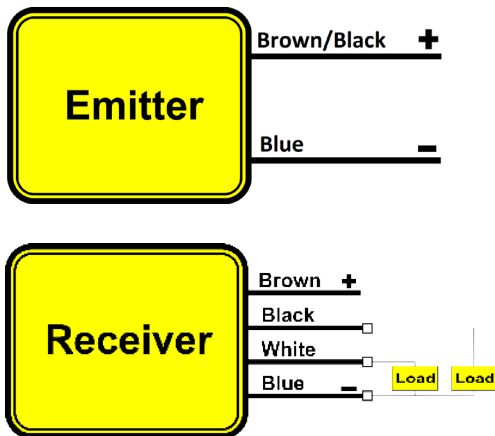 Brown/Black +
Emitter
Blue -
Brown +
Black
Receiver
White
Blue -
Load Load